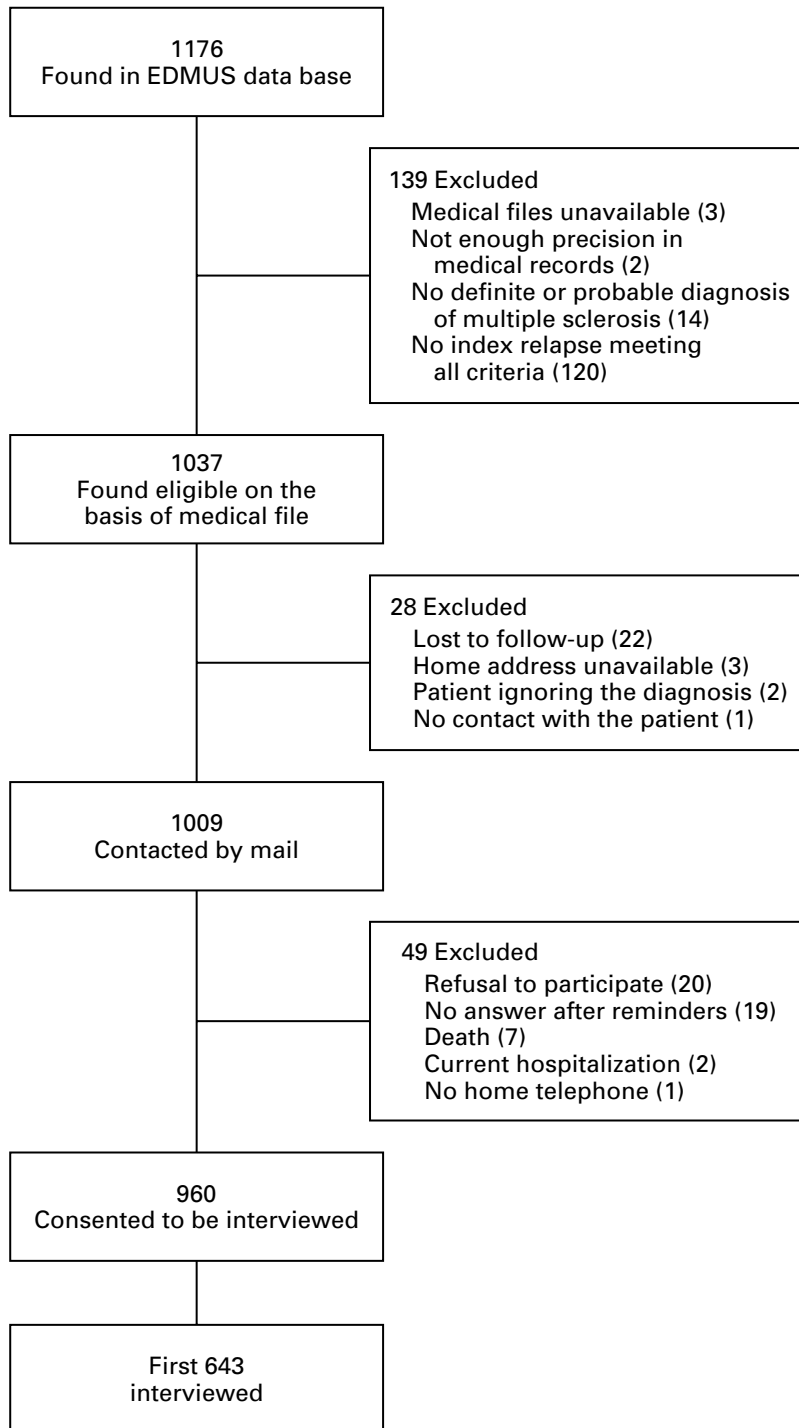 1176
Found in EDMUS data base
139 Excluded
Medical files unavailable (3)
Not enough precision in
medical records (2)
No definite or probable diagnosis
of multiple sclerosis (14)
No index relapse meeting
all criteria (120)
1037
Found eligible on the
basis of medical file
28 Excluded
Lost to follow-up (22)
Home address unavailable (3)
Patient ignoring the diagnosis (2)
No contact with the patient (1)
1009
Contacted by mail
49 Excluded
Refusal to participate (20)
No answer after reminders (19)
Death (7)
Current hospitalization (2)
No home telephone (1)
960
Consented to be interviewed
First 643
interviewed